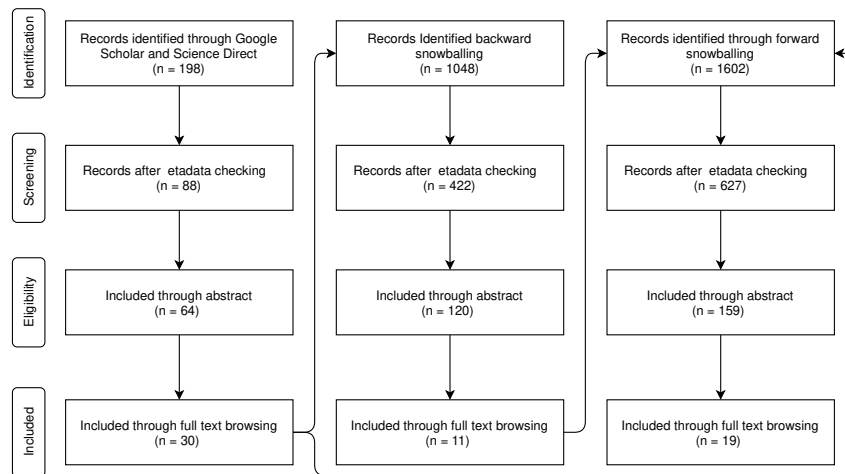 Identification
Records identified through Google
Scholar and Science Direct
(n = 198)
Records Identified backward
snowballing
(n = 1048)
Records identified through forward
snowballing
(n = 1602)
Screening
Records after etadata checking
(n = 88)
Records after etadata checking
(n = 422)
Records after etadata checking
(n = 627)
Eligibility
Included through abstract
(n = 64)
Included through abstract
(n = 120)
Included through abstract
(n = 159)
Included
Included through full text browsing
(n = 30)
Included through full text browsing
(n = 11)
Included through full text browsing
(n = 19)